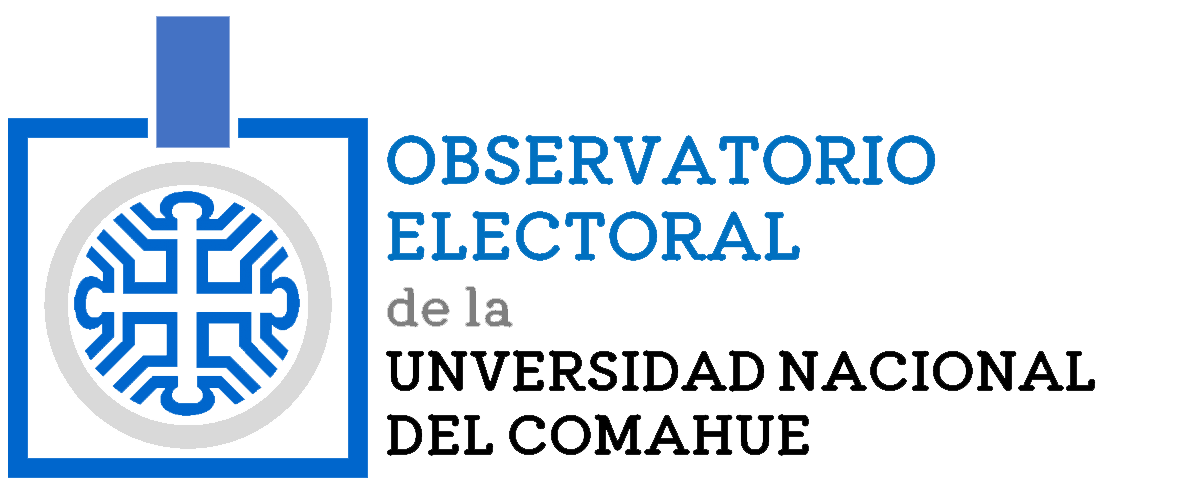 OBSERVATORIO
ELECTORAL
de la
UNVERSIDAD NACIONAL
DEL COMAHUE